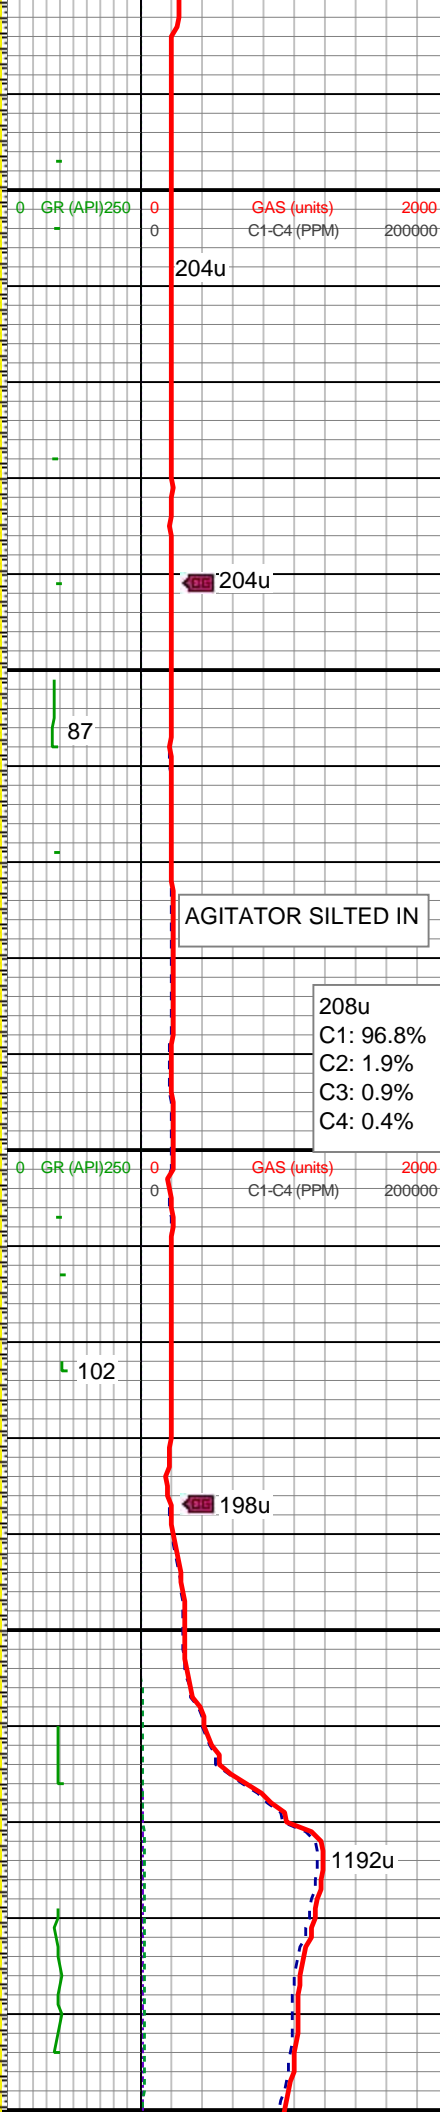 0 GR (API)250 0 GAS (units) 2000
0 C1-C4 (PPM) 200000
204u
CG 204u
87
AGITATOR SILTED IN
208u
C1: 96.8%
C2: 1.9%
C3: 0.9%
C4: 0.4%
0 GR (API)250 0 GAS (units) 2000
0 C1-C4 (PPM) 200000
102
CG 198u
1192u